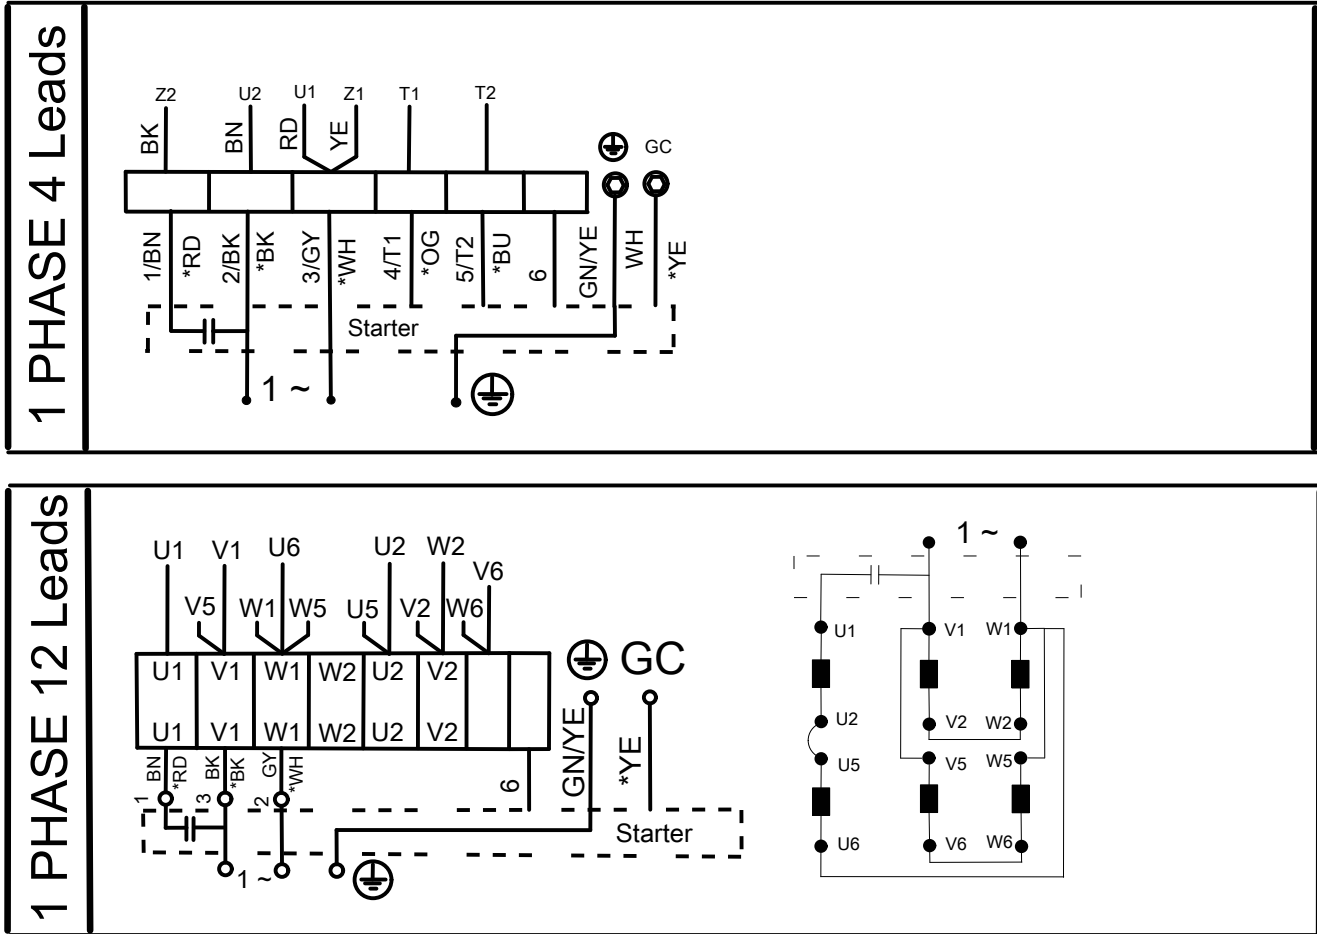 1 PHASE 4 Leads
Z2 U2 U1 Z1 T1 T2
BK BN RD YE
GC
1/BN *RD 2/BK *BK 3/GY *WH 4/T1 *OG 5/T2 *BU 6 GN/YE WH *YE
Starter
1 ~
1 PHASE 12 Leads
U1 V1 U6 U2 W2 V6
V5 W1 W5 U5 V2 W6
U1 V1 W1 W2 U2 V2
U1 V1 W1 W2 U2 V2
GC
BN *RD BK *BK GY *WH 6 GN/YE *YE
1 3 2
Starter
1 ~
1 ~
U1 V1 W1
U2 V2 W2
U5 V5 W5
U6 V6 W6